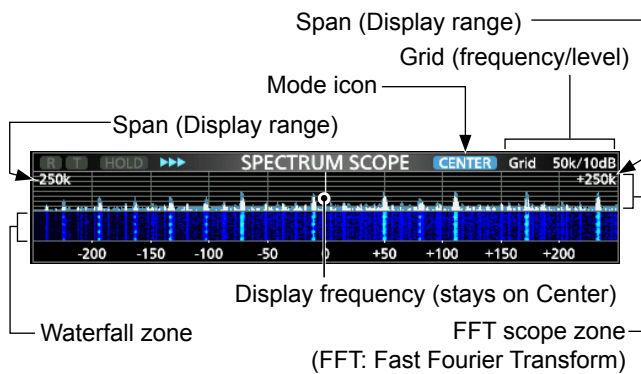 Span (Display range)
Grid (frequency/level)
Mode icon
Span (Display range)
R T HOLD SPECTRUM SCOPE CENTER Grid 50k/10dB
-250k +250k
-200 -150 -100 -50 0 +50 +100 +150 +200
Display frequency (stays on Center)
Waterfall zone
FFT scope zone
(FFT: Fast Fourier Transform)